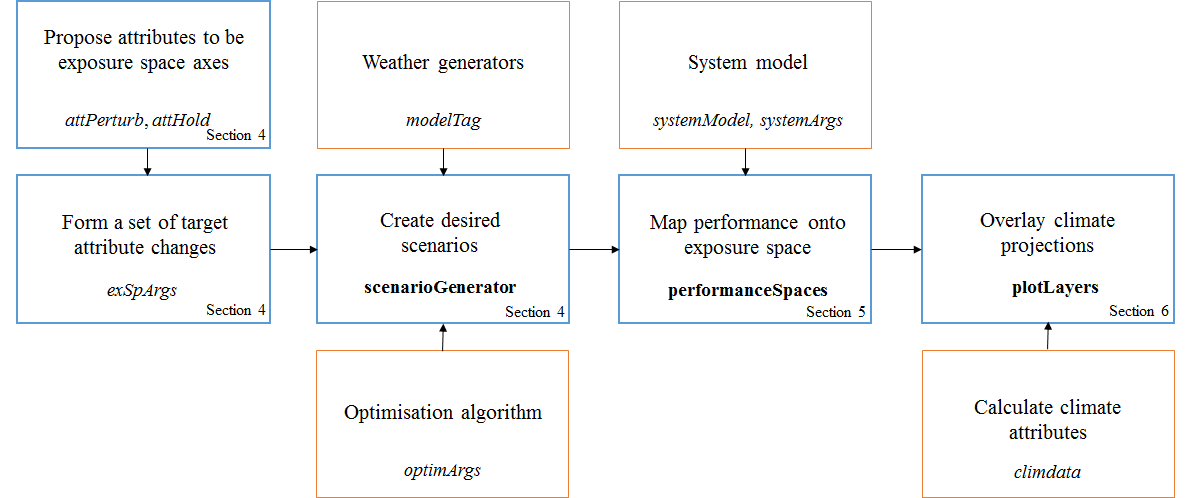 Propose attributes to be
exposure space axes
attPerturb, attHold
Section 4
Weather generators
modelTag
System model
systemModel, systemArgs
Form a set of target
attribute changes
exSpArgs
Section 4
Create desired
scenarios
scenarioGenerator
Section 4
Map performance onto
exposure space
performanceSpaces
Section 5
Overlay climate
projections
plotLayers
Section 6
Optimisation algorithm
optimArgs
Calculate climate
attributes
climdata